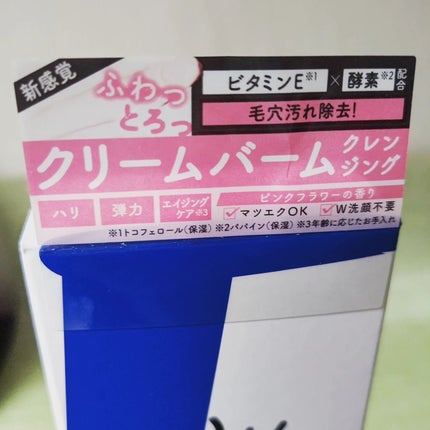 新感覚
ふわっ
とろっ
ビタミンE※1 × 酵素※2 配合
毛穴汚れ除去!
クリームバーム クレンジング
ハリ 弾力 エイジングケア※3
ピンクフラワーの香り
マツエクOK W洗顔不要
※1トコフェロール(保湿) ※2パパイン(保湿) ※3年齢に応じたお手入れ